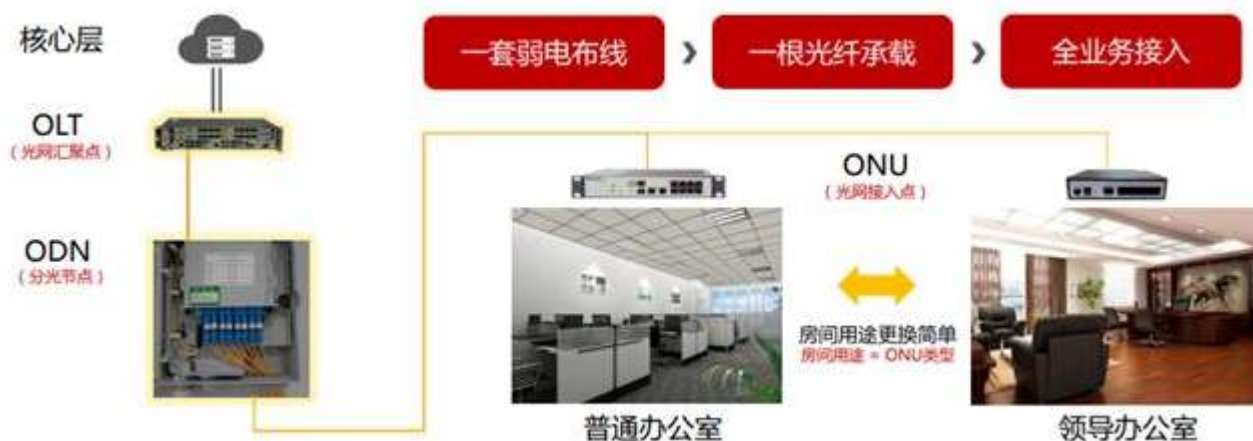 核心层
一套弱电布线
一根光纤承载
全业务接入
OLT
（光网汇聚点）
ONU
（光网接入点）
ODN
（分光节点）
房间用途更换简单
房间用途 = ONU类型
普通办公室
领导办公室